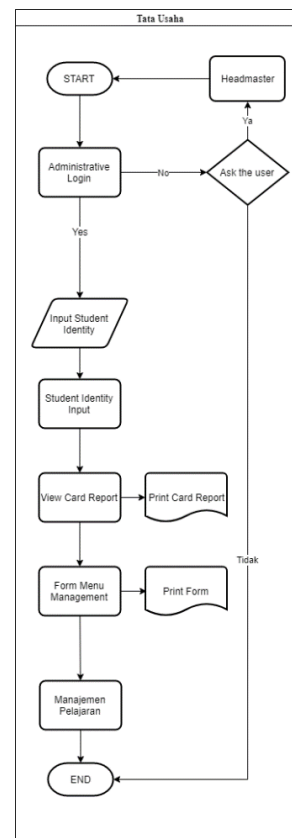 Tata Usaha
START
Headmaster
Ya
Administrative
Login
No
Ask the user
Yes
Input Student
Identity
Student Identity
Input
View Card Report
Print Card Report
Tidak
Form Menu
Management
Print Form
Manajemen
Pelajaran
END